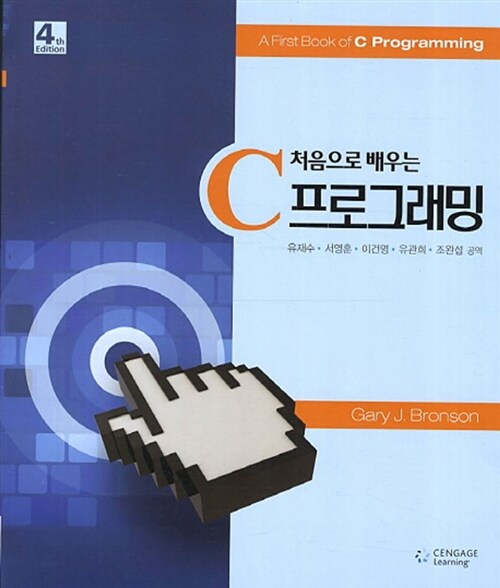 4th
Edition
A First Book of C Programming
처음으로 배우는
C 프로그래밍
유재수 • 서영훈 • 이건명 • 유관희 • 조완섭 공역
Gary J. Bronson
CENGAGE
Learning™